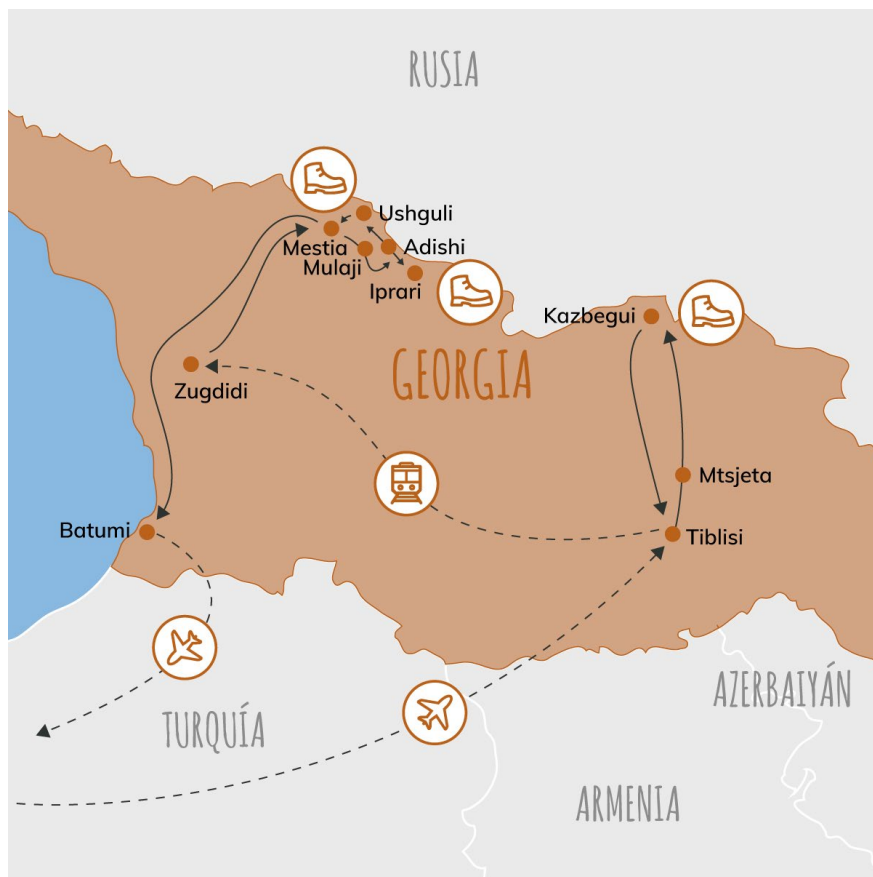 RUSIA
Ushguli
Mestia
Adishi
Mulaji
Iprari
Kazbegui
GEORGIA
Zugdidi
Mtsjeta
Batumi
Tiblisi
AZERBAIYÁN
TURQUÍA
ARMENIA